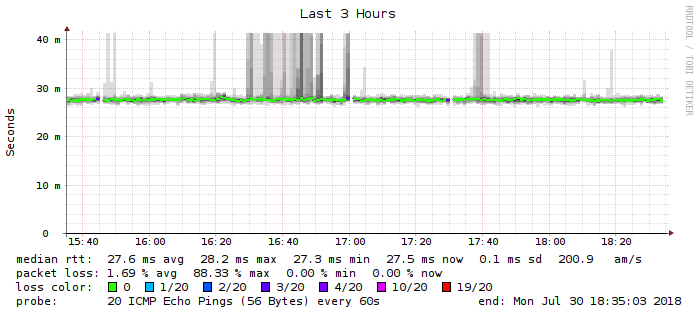 Last 3 Hours
RRDTOOL / TOBI OETIKER
Seconds
40 m
30 m
20 m
10 m
0
15:40 16:00 16:20 16:40 17:00 17:20 17:40 18:00 18:20
median rtt: 27.6 ms avg 28.2 ms max 27.3 ms min 27.5 ms now 0.1 ms sd 200.9 am/s
packet loss: 1.69 % avg 88.33 % max 0.00 % min 0.00 % now
loss color: 0 1/20 2/20 3/20 4/20 10/20 19/20
probe: 20 ICMP Echo Pings (56 Bytes) every 60s end: Mon Jul 30 18:35:03 2018